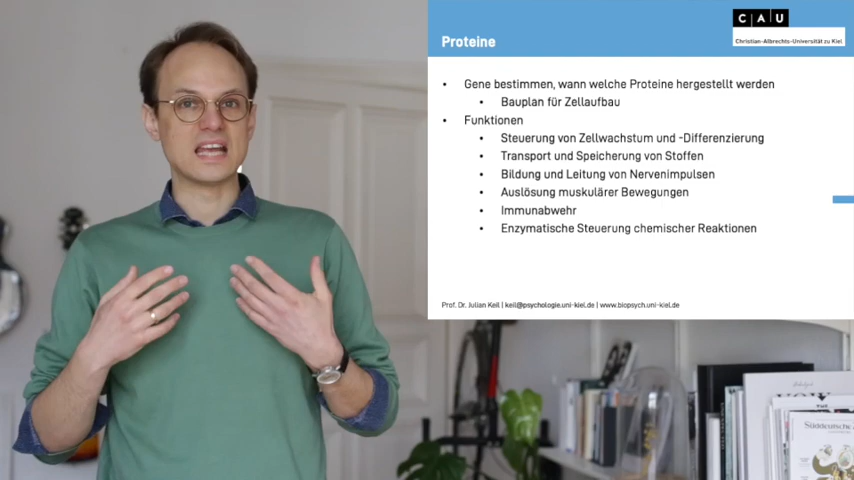 C A U
Christian-Albrechts-Universität zu Kiel
Proteine
• Gene bestimmen, wann welche Proteine hergestellt werden
• Bauplan für Zellaufbau
• Funktionen
• Steuerung von Zellwachstum und -Differenzierung
• Transport und Speicherung von Stoffen
• Bildung und Leitung von Nervenimpulsen
• Auslösung muskulärer Bewegungen
• Immunabwehr
• Enzymatische Steuerung chemischer Reaktionen
Prof. Dr. Julian Keil | keil@psychologie.uni-kiel.de | www.biopsych.uni-kiel.de
Süddeutsche